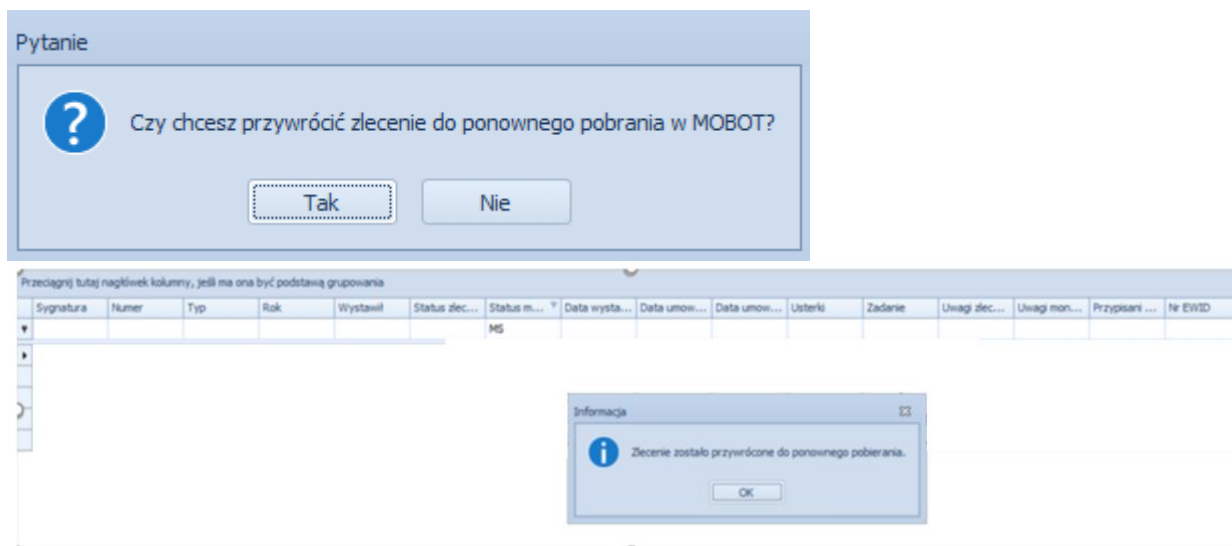 Pytanie
Czy chcesz przywrócić zlecenie do ponownego pobrania w MOBOT?
Tak Nie
Przeciągnij tutaj nagłówek kolumny, jeśli ma ona być podstawą grupowania
Sygnatura Numer Typ Rok Wystawił Status zlec... Status m... Data wysta... Data umow... Data umow... Usterki Zadanie Uwagi zlec... Uwagi mon... Przypisani ... Nr EWID
MS
Informacja
Zlecenie zostało przywrócone do ponownego pobierania.
OK